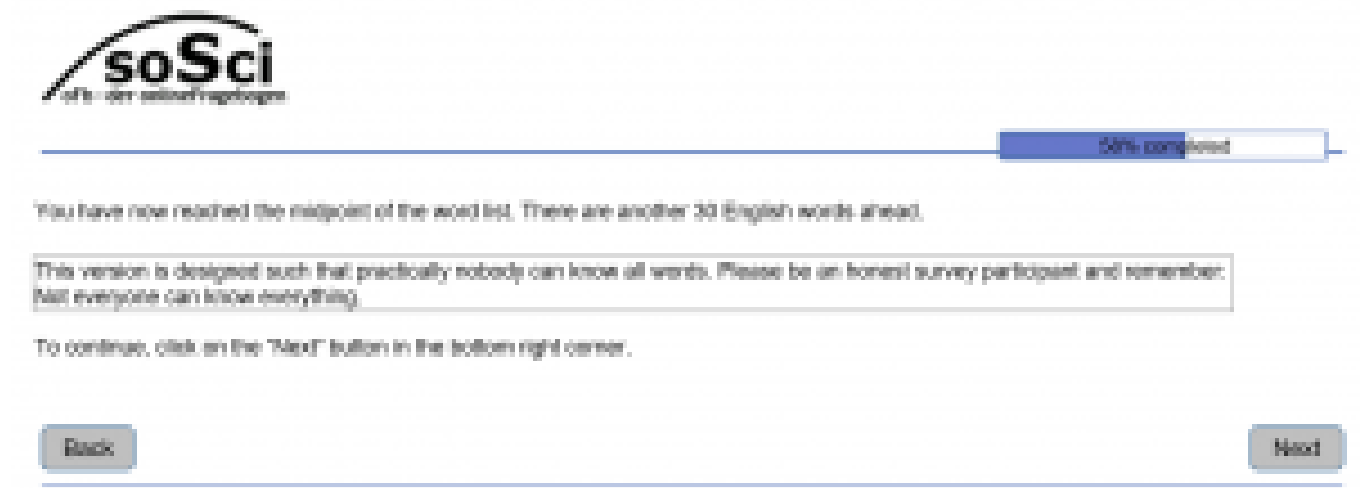 soSci
ofb - der onlineFragebogen
completed
You have now reached the midpoint of the word list. There are another 30 English words ahead.
This version is designed such that practically nobody can know all words. Please be an honest survey participant and remember:
Not everyone can know everything.
To continue, click on the "Next" button in the bottom right corner.
Back
Next